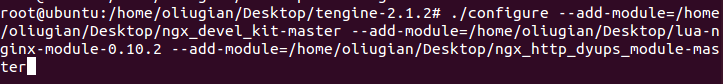 root@ubuntu:/home/oliugian/Desktop/tengine-2.1.2# ./configure --add-module=/home
/oliugian/Desktop/ngx_devel_kit-master --add-module=/home/oliugian/Desktop/lua-n
ginx-module-0.10.2 --add-module=/home/oliugian/Desktop/ngx_http_dyups_module-mas
ter